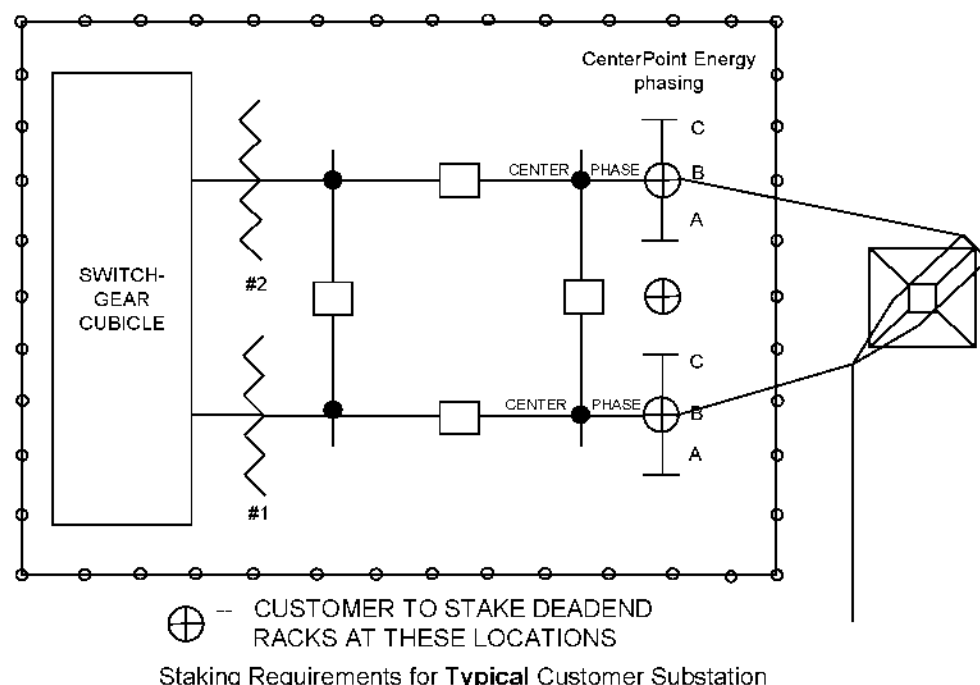 CenterPoint Energy
phasing
C
CENTER PHASE B
A
#2
SWITCH-
GEAR
CUBICLE
C
CENTER PHASE B
A
#1
-- CUSTOMER TO STAKE DEADEND
RACKS AT THESE LOCATIONS
Staking Requirements for Typical Customer Substation